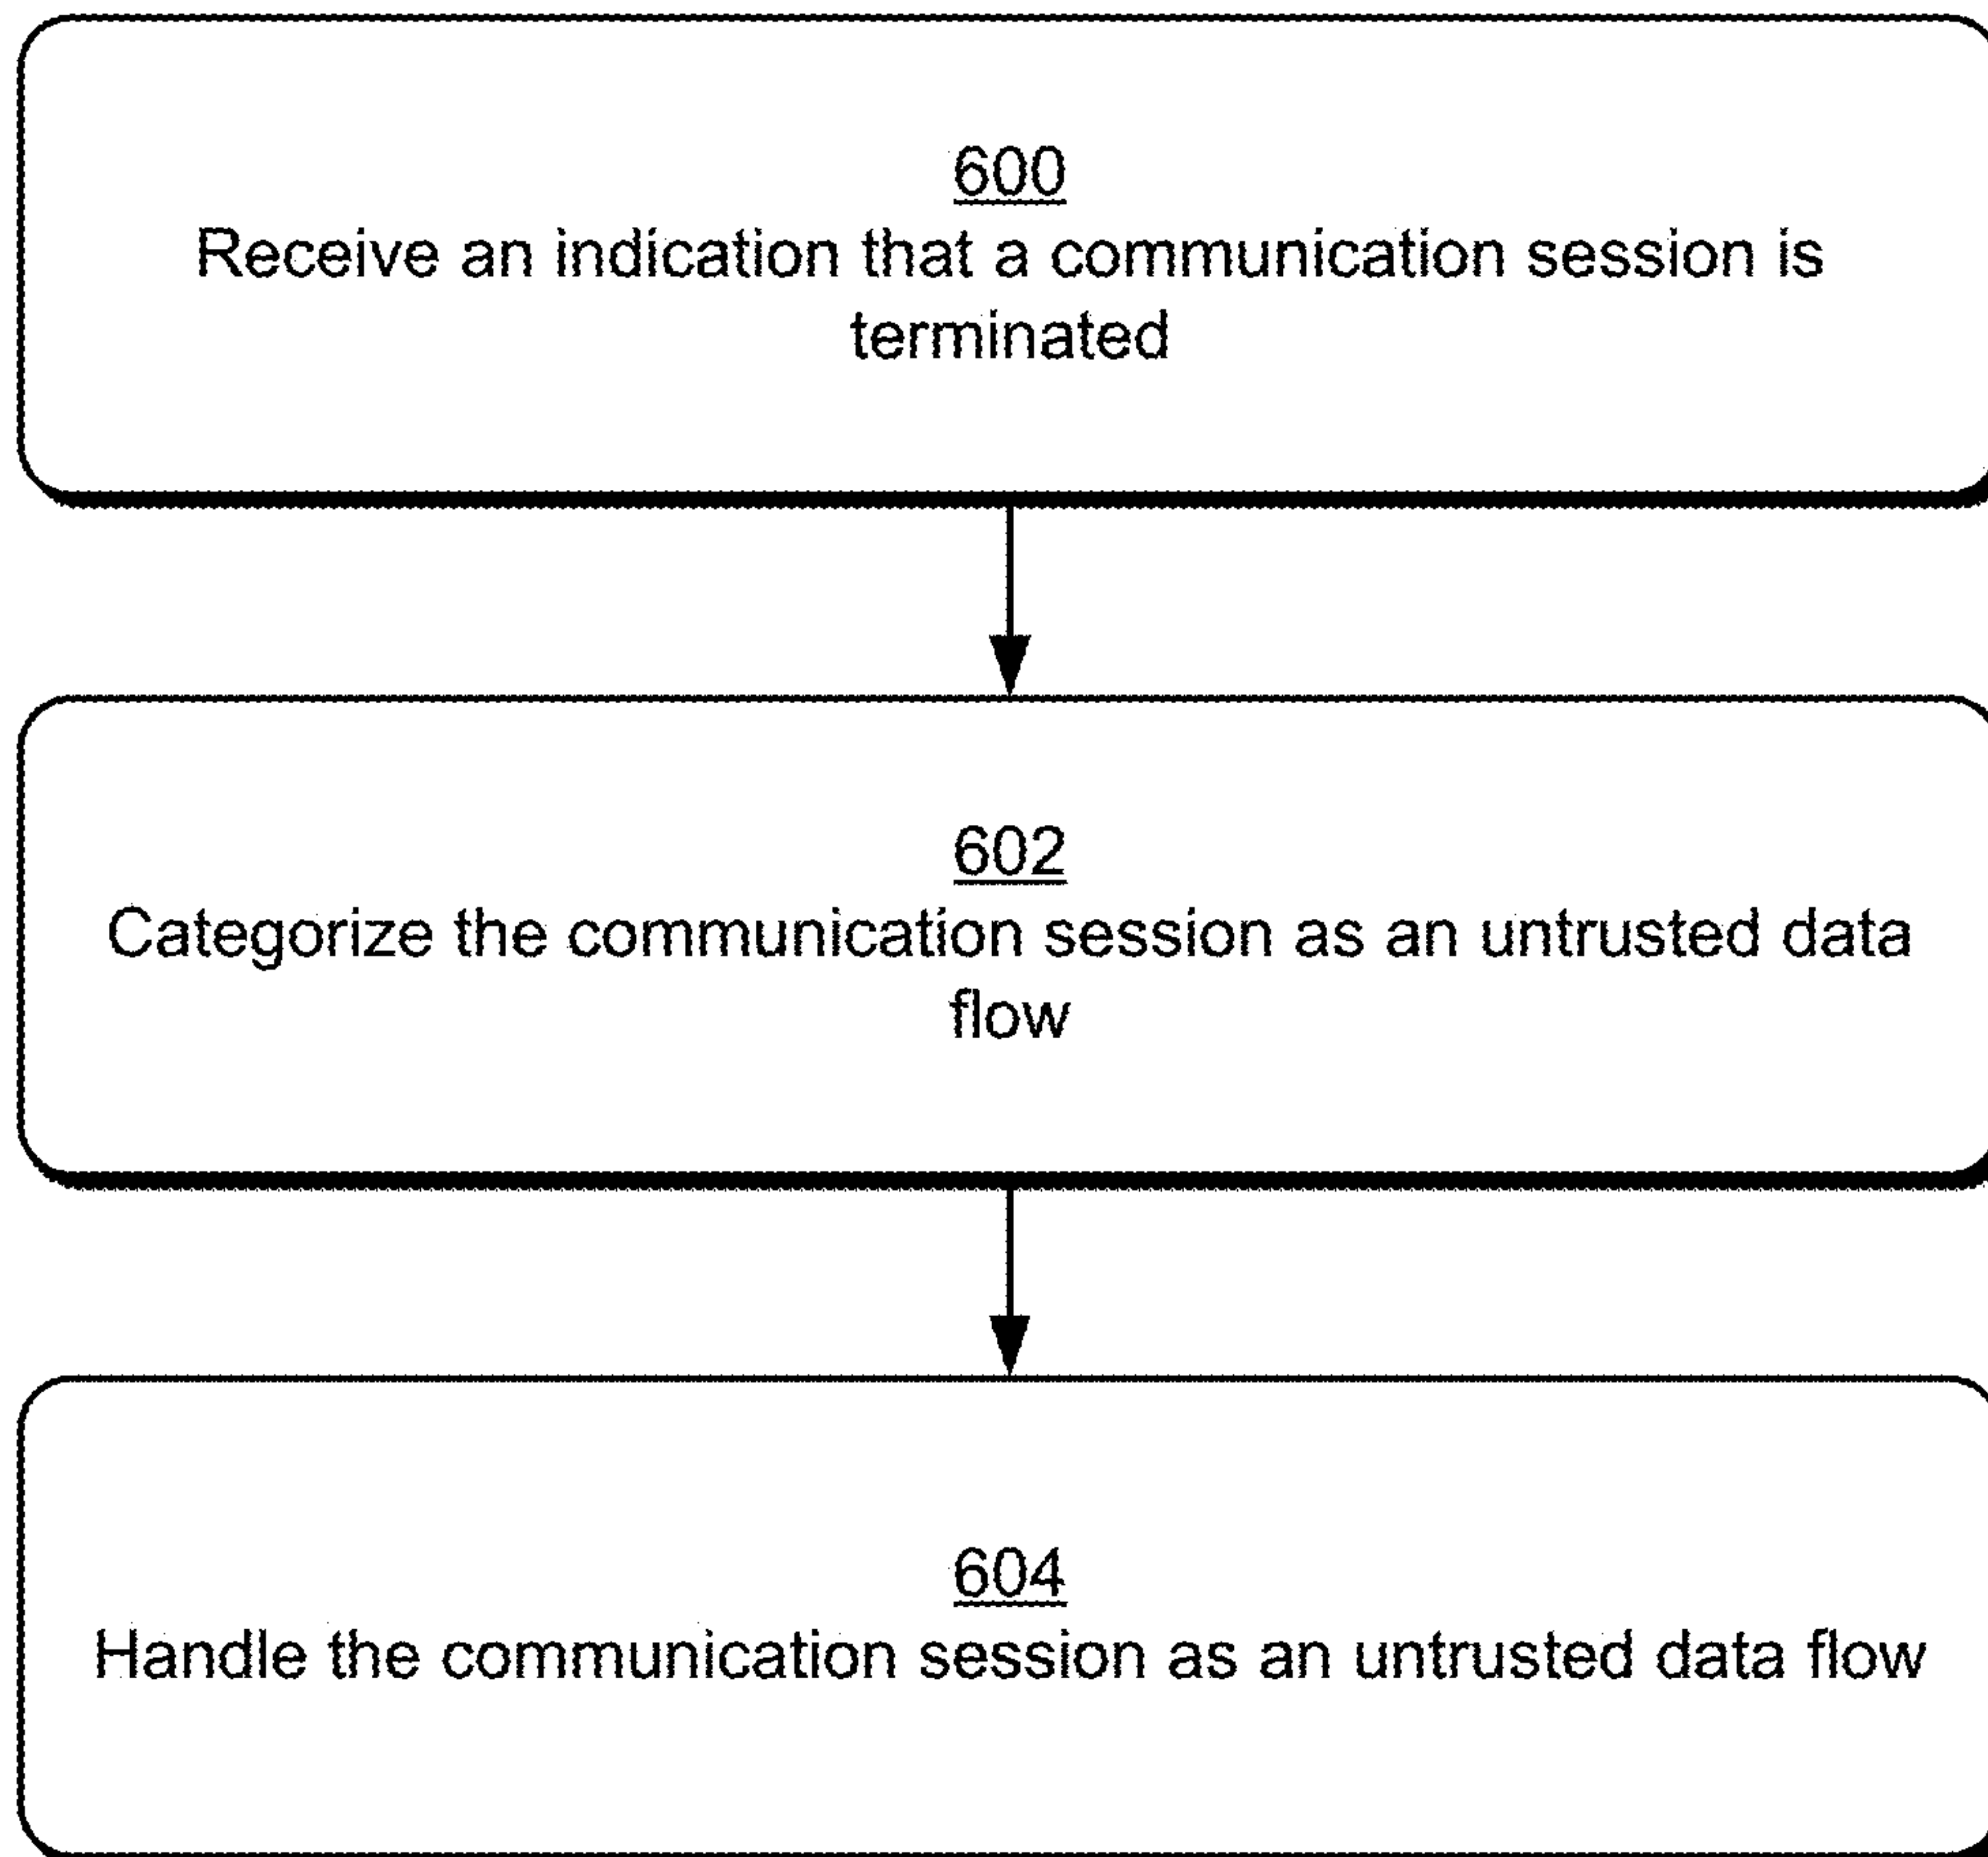 600
Receive an indication that a communication session is
terminated
602
Categorize the communication session as an untrusted data
flow
604
Handle the communication session as an untrusted data flow